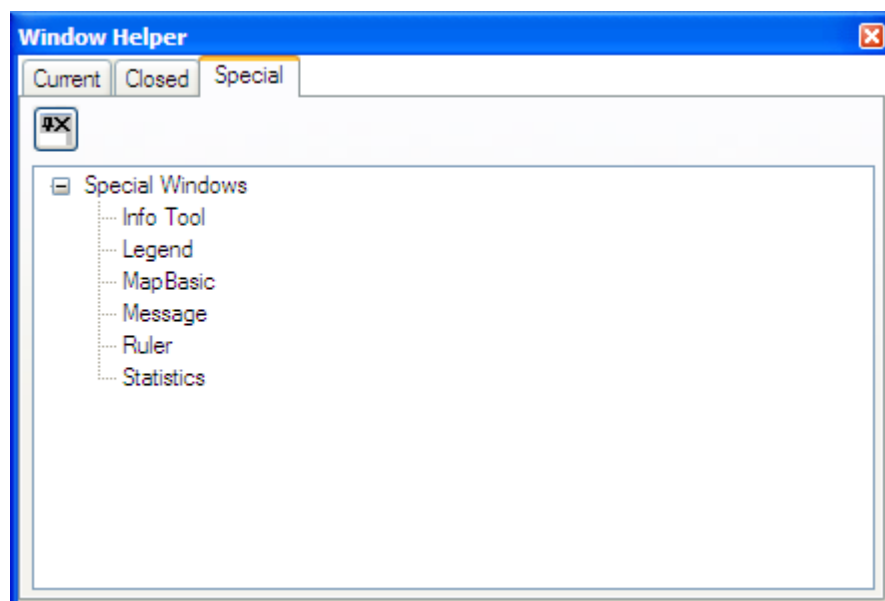 Window Helper
Current Closed Special
Special Windows
Info Tool
Legend
MapBasic
Message
Ruler
Statistics